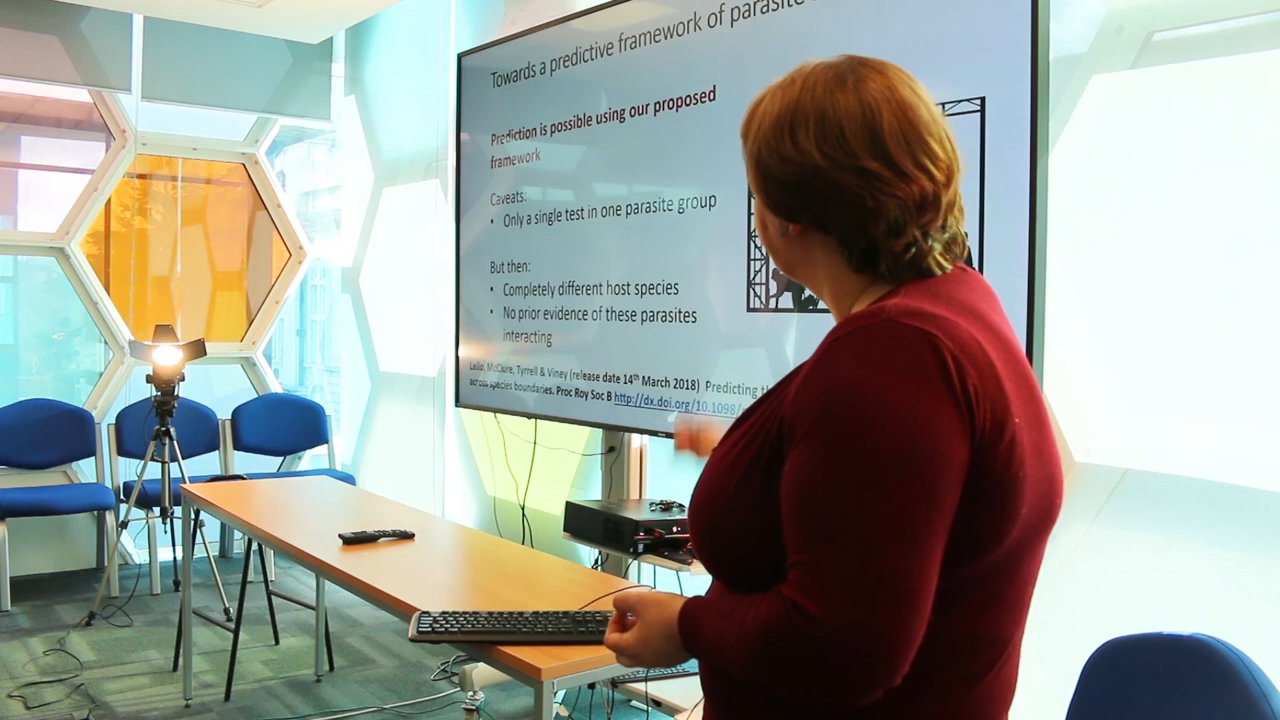 Towards a predictive framework of parasite
Prediction is possible using our proposed
framework
Caveats:
• Only a single test in one parasite group
But then:
• Completely different host species
• No prior evidence of these parasites
interacting
Lello, McClure, Tyrrell & Viney (release date 14th March 2018) Predicting
across species boundaries. Proc Roy Soc B http://dx.doi.org/10.1098/